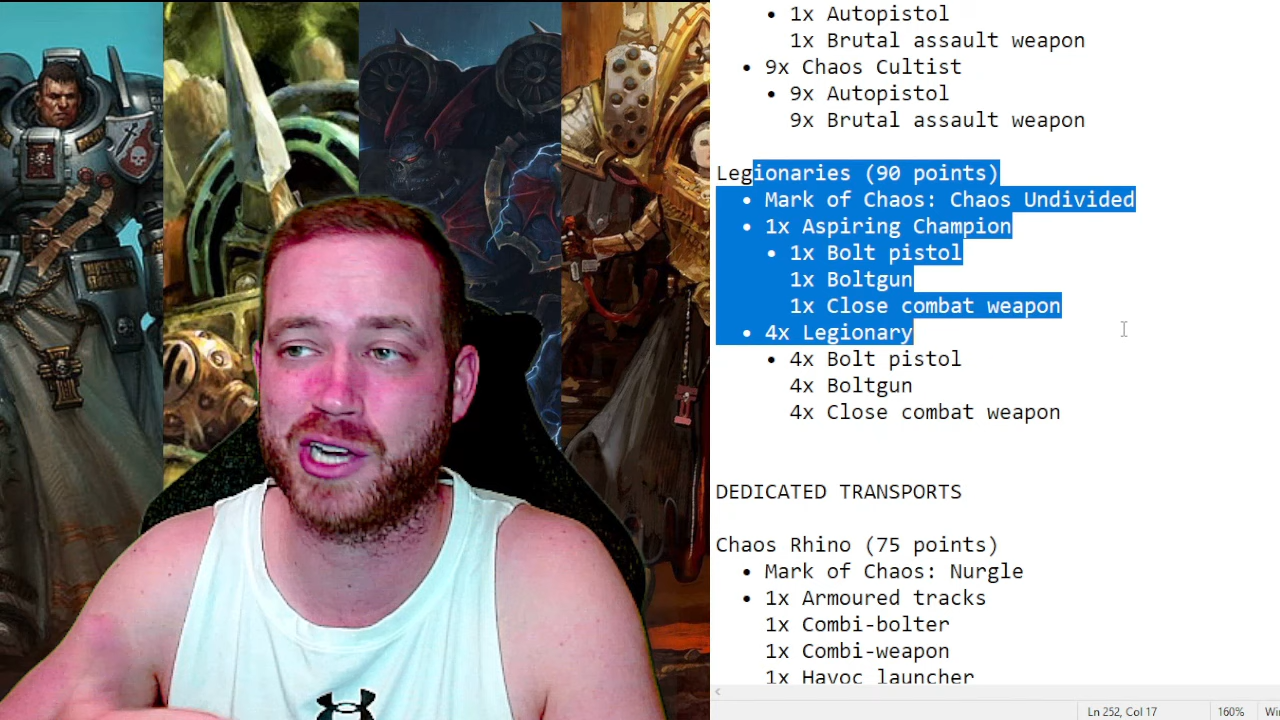 • 1x Autopistol
1x Brutal assault weapon
• 9x Chaos Cultist
• 9x Autopistol
9x Brutal assault weapon
Legionaries (90 points)
• Mark of Chaos: Chaos Undivided
• 1x Aspiring Champion
• 1x Bolt pistol
1x Boltgun
1x Close combat weapon
• 4x Legionary
• 4x Bolt pistol
4x Boltgun
4x Close combat weapon
DEDICATED TRANSPORTS
Chaos Rhino (75 points)
• Mark of Chaos: Nurgle
• 1x Armoured tracks
1x Combi-bolter
1x Combi-weapon
1x Havoc launcher
Ln 252, Col 17
160%